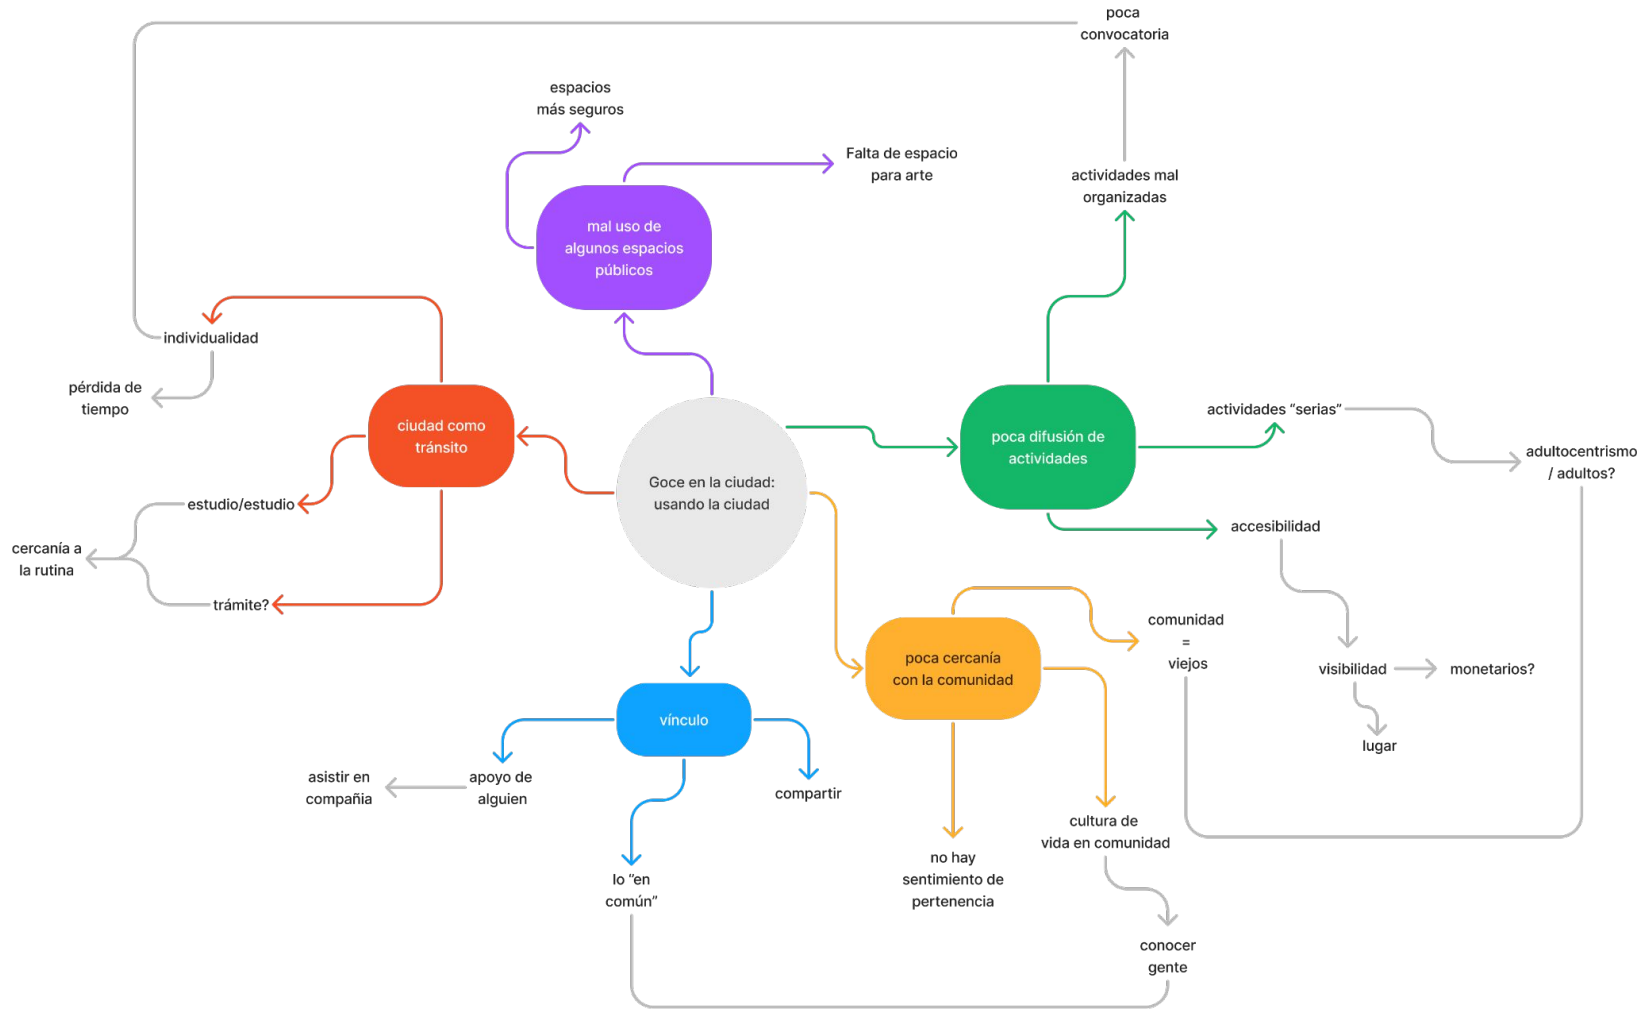 poca
convocatoria
espacios
más seguros
Falta de espacio
para arte
actividades mal
organizadas
mal uso de
algunos espacios
públicos
individualidad
pérdida de
tiempo
ciudad como
tránsito
poca difusión de
actividades
actividades “serias”
adultocentrismo
/ adultos?
Goce en la ciudad:
usando la ciudad
estudio/estudio
accesibilidad
cercanía a
la rutina
trámite?
comunidad
=
viejos
poca cercanía
con la comunidad
visibilidad
monetarios?
vínculo
lugar
asistir en
compañia
apoyo de
alguien
compartir
cultura de
vida en comunidad
no hay
sentimiento de
pertenencia
lo “en
común”
conocer
gente